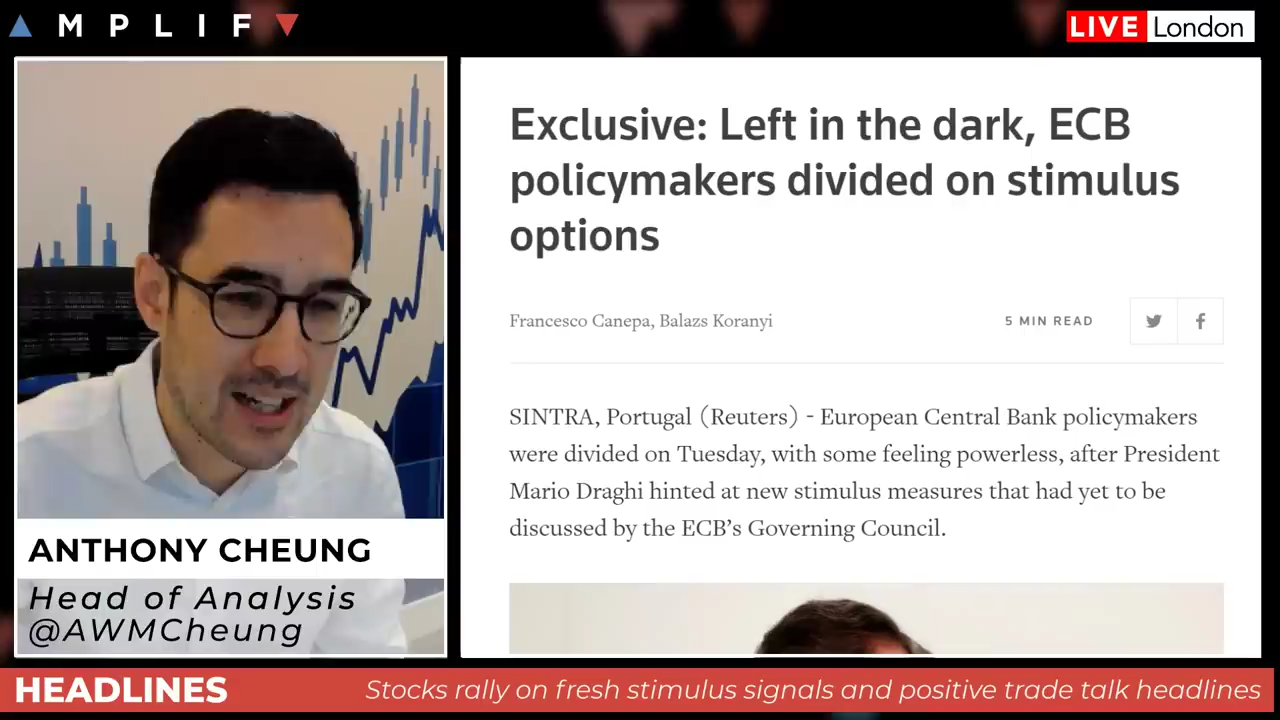 MPLIF
LIVE London
Exclusive: Left in the dark, ECB
policymakers divided on stimulus
options
Francesco Canepa, Balazs Koranyi
5 MIN READ
SINTRA, Portugal (Reuters) - European Central Bank policymakers
were divided on Tuesday, with some feeling powerless, after President
Mario Draghi hinted at new stimulus measures that had yet to be
discussed by the ECB’s Governing Council.
ANTHONY CHEUNG
Head of Analysis
@AWMCheung
HEADLINES
Stocks rally on fresh stimulus signals and positive trade talk headlines